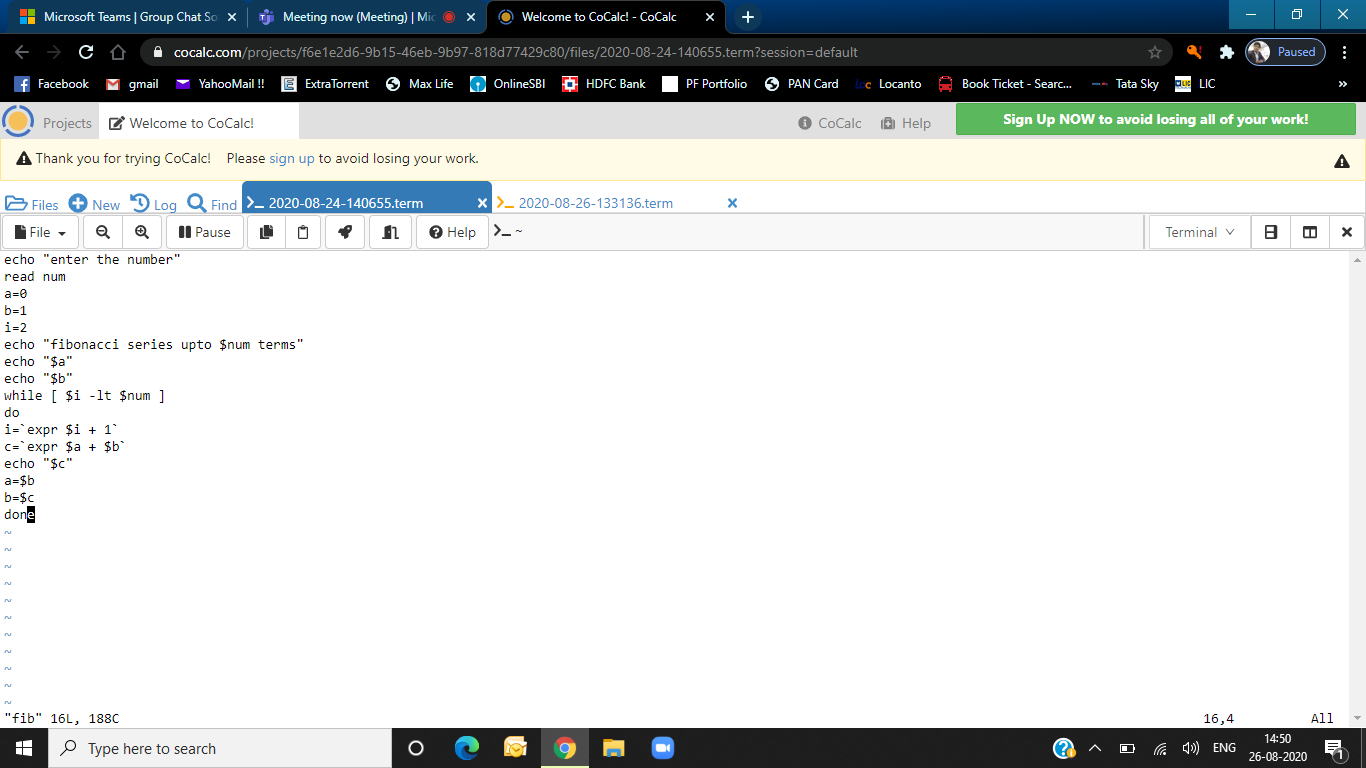 Microsoft Teams | Group Chat So
Meeting now (Meeting) | Mic
Welcome to CoCalc! - CoCalc
cocalc.com/projects/f6e1e2d6-9b15-46eb-9b97-818d77429c80/files/2020-08-24-140655.term?session=default
Paused
Facebook gmail YahooMail !! ExtraTorrent Max Life OnlineSBI HDFC Bank PF Portfolio PAN Card Locanto Book Ticket - Searc... Tata Sky LIC »
Projects Welcome to CoCalc! CoCalc Help Sign Up NOW to avoid losing all of your work!
Thank you for trying CoCalc! Please sign up to avoid losing your work.
Files New Log Find 2020-08-24-140655.term 2020-08-26-133136.term
File Pause Help ~ Terminal
echo "enter the number"
read num
a=0
b=1
i=2
echo "fibonacci series upto $num terms"
echo "$a"
echo "$b"
while [ $i -lt $num ]
do
i=`expr $i + 1`
c=`expr $a + $b`
echo "$c"
a=$b
b=$c
done
~
~
~
~
~
~
~
~
~
~
~
"fib" 16L, 188C 16,4 All
Type here to search
ENG
14:50
26-08-2020
1